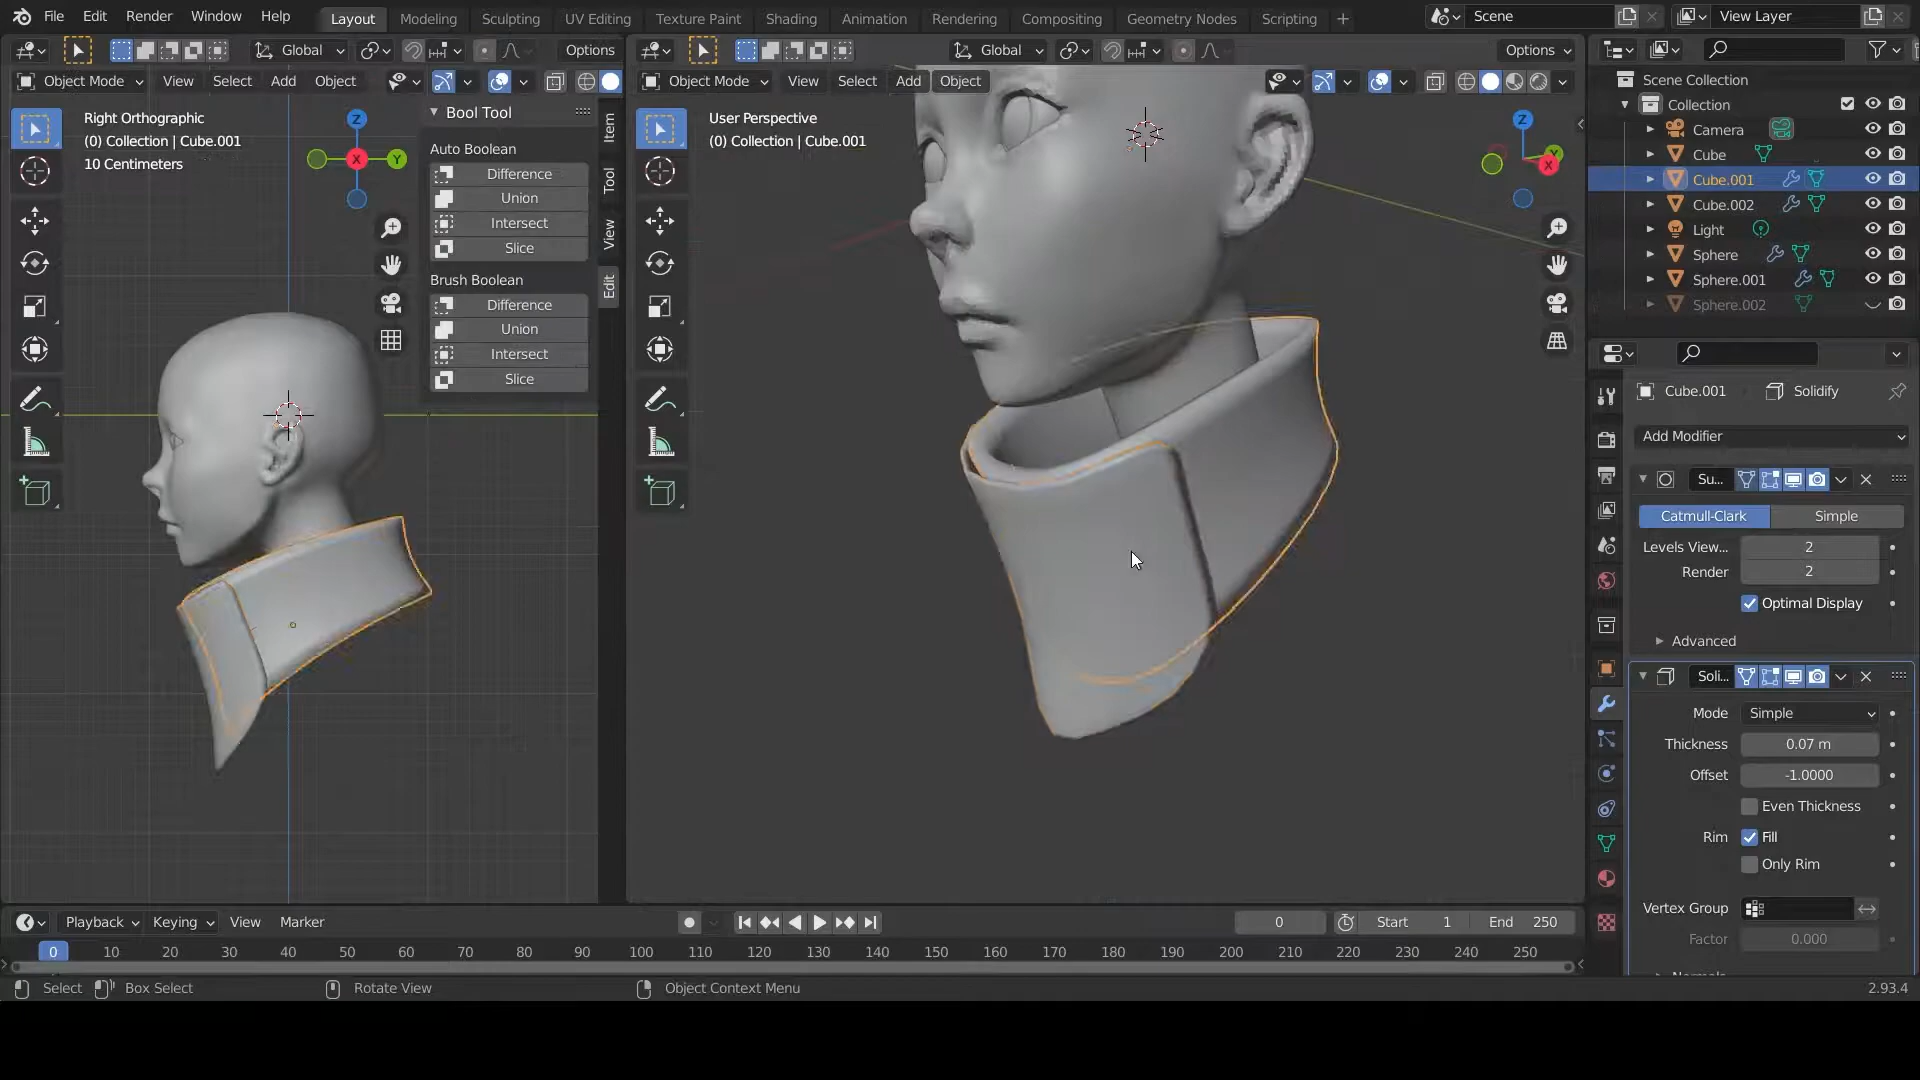 File Edit Render Window Help Layout Modeling Sculpting UV Editing Texture Paint Shading Animation Rendering Compositing Geometry Nodes Scripting + Scene View Layer
Global Options
Object Mode View Select Add Object
Right Orthographic
(0) Collection | Cube.001
10 Centimeters
Z
X
Y
Bool Tool
Auto Boolean
Difference
Union
Intersect
Slice
Brush Boolean
Difference
Union
Intersect
Slice
Item
Tool
View
Edit
Global Options
Object Mode View Select Add Object
User Perspective
(0) Collection | Cube.001
Z
Y
X
Scene Collection
Collection
Camera
Cube
Cube.001
Cube.002
Light
Sphere
Sphere.001
Sphere.002
Cube.001 Solidify
Add Modifier
Su...
Catmull-Clark Simple
Levels View... 2
Render 2
Optimal Display
Advanced
Soli...
Mode Simple
Thickness 0.07 m
Offset -1.0000
Even Thickness
Rim Fill
Only Rim
Vertex Group
Factor 0.000
Normals
Playback Keying View Marker 0 Start 1 End 250
0 10 20 30 40 50 60 70 80 90 100 110 120 130 140 150 160 170 180 190 200 210 220 230 240 250
Select Box Select Rotate View Object Context Menu 2.93.4